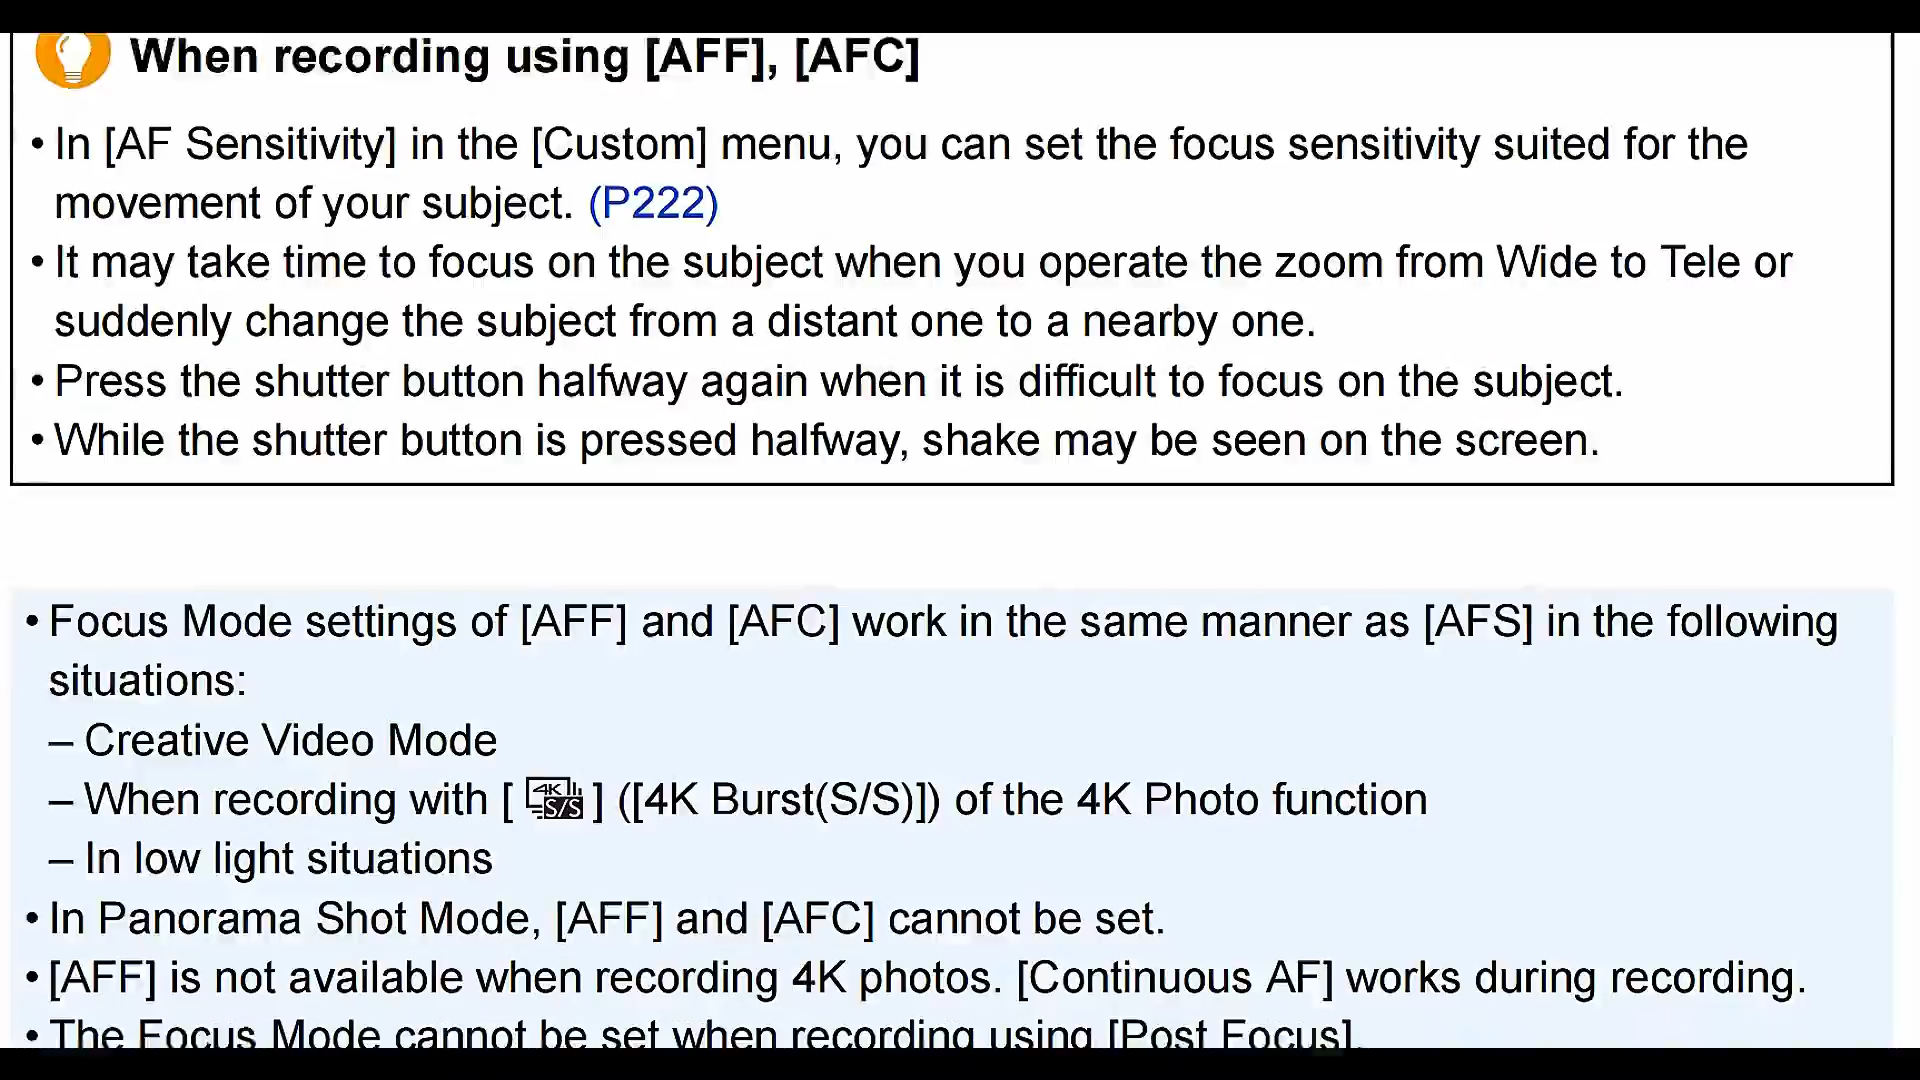 When recording using [AFF], [AFC]
• In [AF Sensitivity] in the [Custom] menu, you can set the focus sensitivity suited for the
movement of your subject. (P222)
• It may take time to focus on the subject when you operate the zoom from Wide to Tele or
suddenly change the subject from a distant one to a nearby one.
• Press the shutter button halfway again when it is difficult to focus on the subject.
• While the shutter button is pressed halfway, shake may be seen on the screen.
• Focus Mode settings of [AFF] and [AFC] work in the same manner as [AFS] in the following
situations:
– Creative Video Mode
– When recording with [ 4K S/S ] ([4K Burst(S/S)]) of the 4K Photo function
– In low light situations
• In Panorama Shot Mode, [AFF] and [AFC] cannot be set.
• [AFF] is not available when recording 4K photos. [Continuous AF] works during recording.
• The Focus Mode cannot be set when recording using [Post Focus].